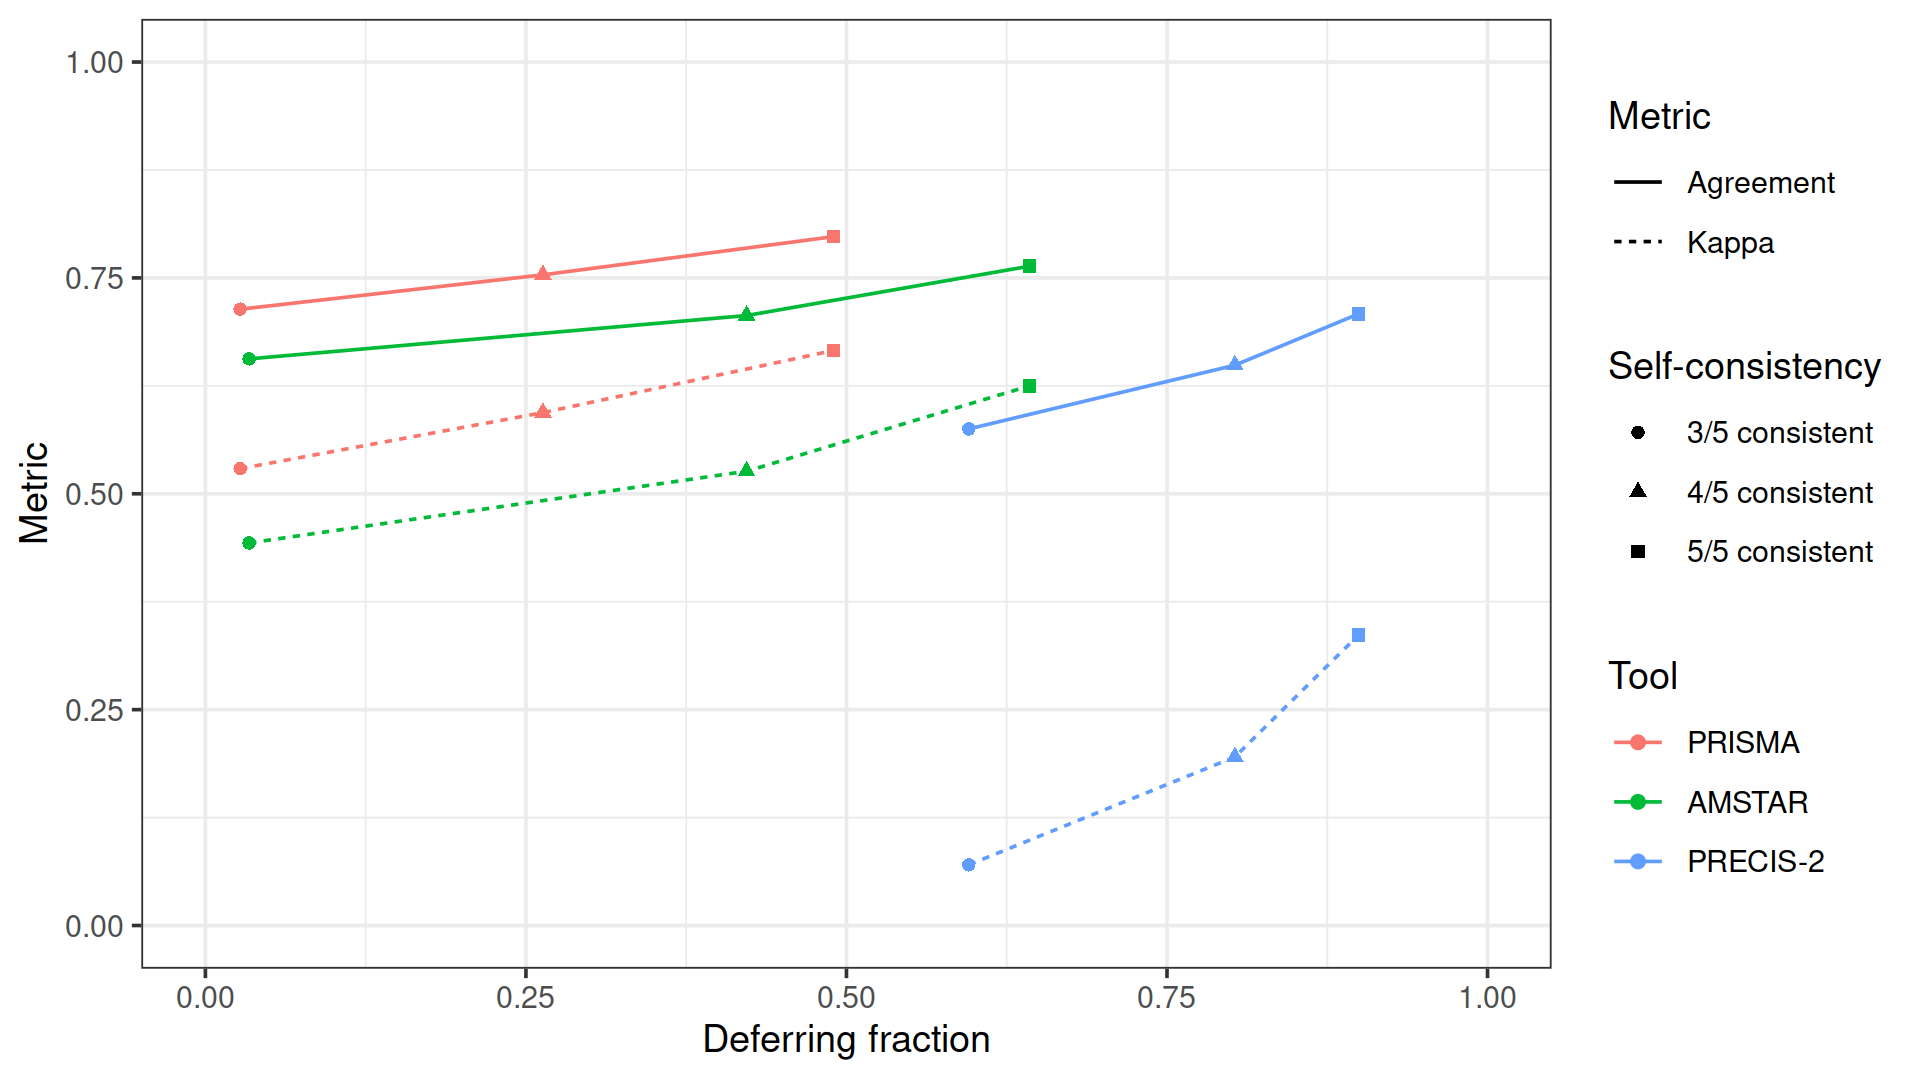 1.00
0.75
0.50
0.25
0.00
Metric
0.00 0.25 0.50 0.75 1.00
Deferring fraction
Metric
Agreement
Kappa
Self-consistency
3/5 consistent
4/5 consistent
5/5 consistent
Tool
PRISMA
AMSTAR
PRECIS-2